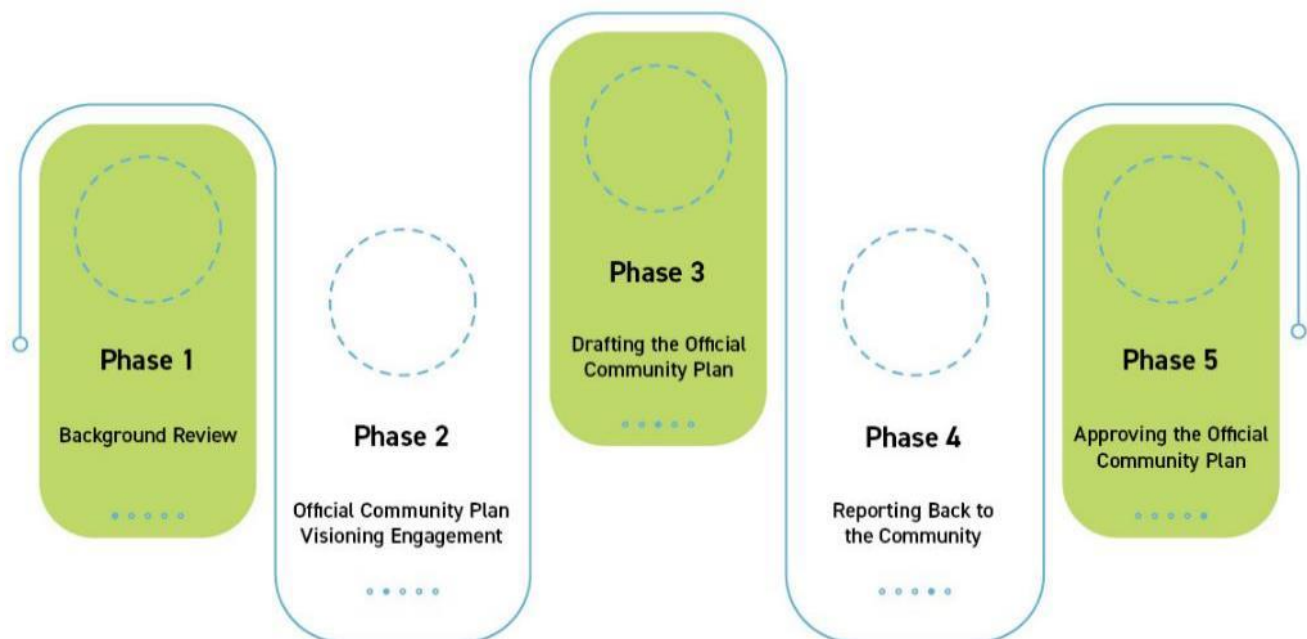 Phase 1
Background Review
Phase 2
Official Community Plan
Visioning Engagement
Phase 3
Drafting the Official
Community Plan
Phase 4
Reporting Back to
the Community
Phase 5
Approving the Official
Community Plan